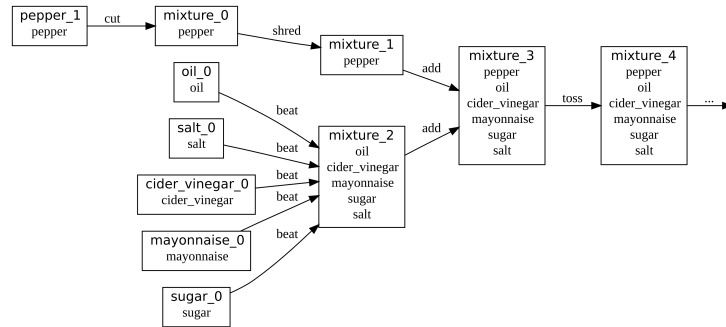 pepper_1
pepper
cut
mixture_0
pepper
shred
mixture_1
pepper
add
oil_0
oil
beat
salt_0
salt
beat
cider_vinegar_0
cider_vinegar
beat
mayonnaise_0
mayonnaise
beat
sugar_0
sugar
beat
mixture_2
oil
cider_vinegar
mayonnaise
sugar
salt
add
mixture_3
pepper
oil
cider_vinegar
mayonnaise
sugar
salt
toss
mixture_4
pepper
oil
cider_vinegar
mayonnaise
sugar
salt
...